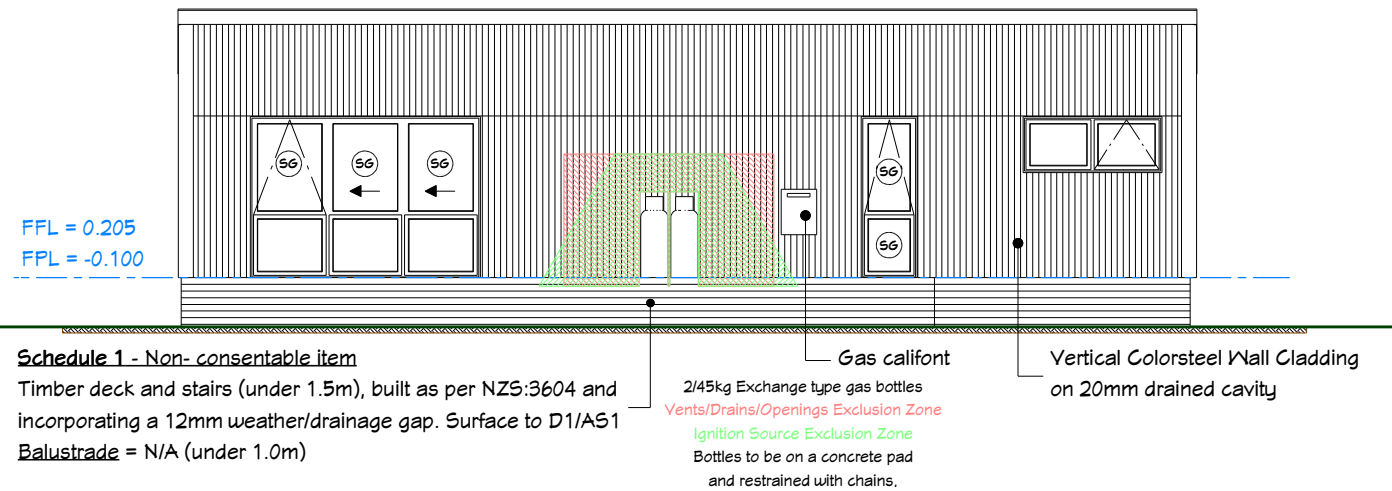 SG
SG
SG
SG
SG
FFL = 0.205
FPL = -0.100
Schedule 1 - Non- consentable item
Timber deck and stairs (under 1.5m), built as per NZS:3604 and
incorporating a 12mm weather/drainage gap. Surface to D1/AS1
Balustrade = N/A (under 1.0m)
Gas califont
2/45kg Exchange type gas bottles
Vents/Drains/Openings Exclusion Zone
Ignition Source Exclusion Zone
Bottles to be on a concrete pad
and restrained with chains,
Vertical Colorsteel Wall Cladding
on 20mm drained cavity